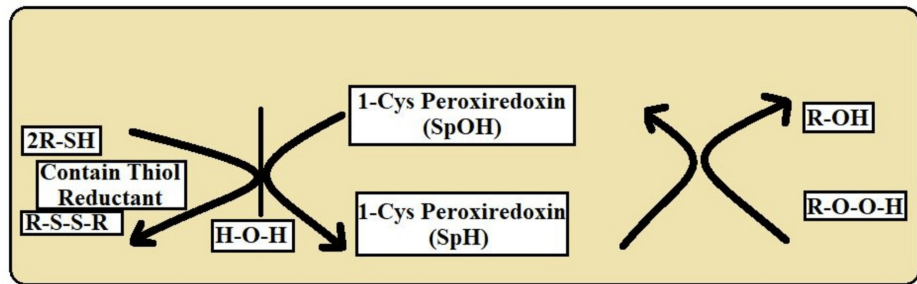 2R-SH
Contain Thiol
Reductant
R-S-S-R
H-O-H
1-Cys Peroxiredoxin
(SpOH)
1-Cys Peroxiredoxin
(SpH)
R-OH
R-O-O-H